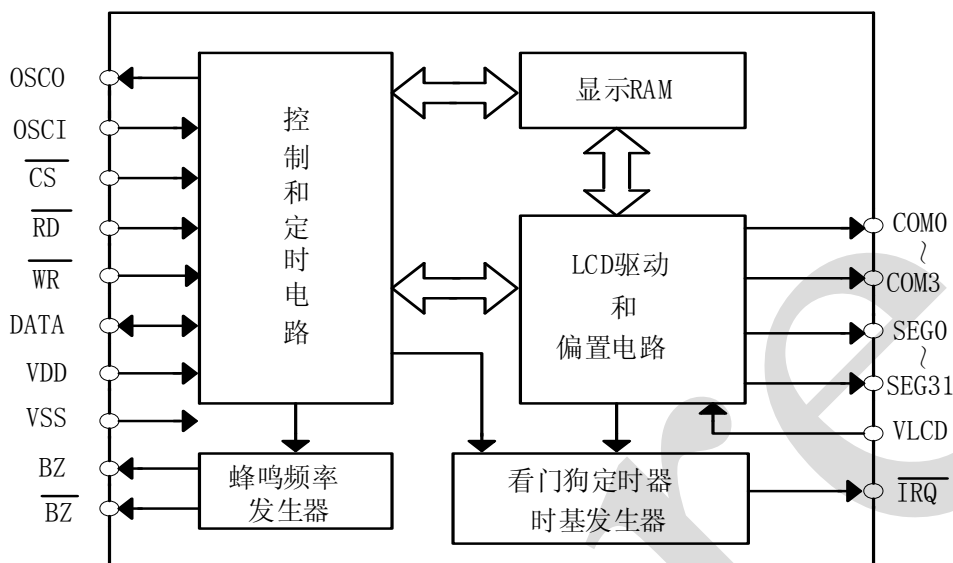 OSCO
OSCI
CS
RD
WR
DATA
VDD
VSS
BZ
BZ
控制和定时电路
显示RAM
LCD驱动
和
偏置电路
蜂鸣频率
发生器
看门狗定时器
时基发生器
COM0
~
COM3
SEG0
~
SEG31
VLCD
IRQ
re